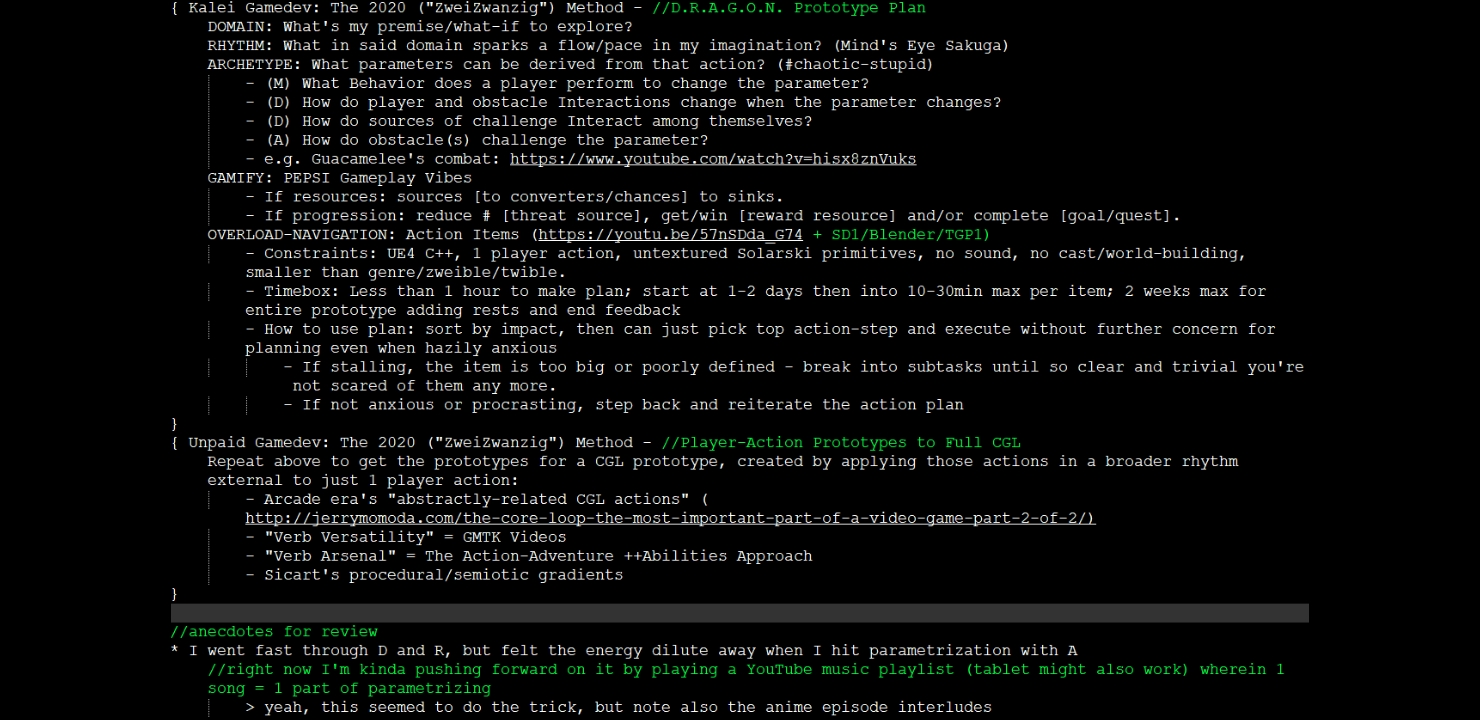 { Kalei Gamedev: The 2020 ("ZweiZwanzig") Method - //D.R.A.G.O.N. Prototype Plan
DOMAIN: What's my premise/what-if to explore?
RHYTHM: What in said domain sparks a flow/pace in my imagination? (Mind's Eye Sakuga)
ARCHETYPE: What parameters can be derived from that action? (#chaotic-stupid)
- (M) What Behavior does a player perform to change the parameter?
- (D) How do player and obstacle Interactions change when the parameter changes?
- (D) How do sources of challenge Interact among themselves?
- (A) How do obstacle(s) challenge the parameter?
- e.g. Guacamelee's combat: https://www.youtube.com/watch?v=hisx8znVuks
GAMIFY: PEPSI Gameplay Vibes
- If resources: sources [to converters/chances] to sinks.
- If progression: reduce # [threat source], get/win [reward resource] and/or complete [goal/quest].
OVERLOAD-NAVIGATION: Action Items (https://youtu.be/57nSDda_G74 + SD1/Blender/TGP1)
- Constraints: UE4 C++, 1 player action, untextured Solarski primitives, no sound, no cast/world-building,
smaller than genre/zweible/twible.
- Timebox: Less than 1 hour to make plan; start at 1-2 days then into 10-30min max per item; 2 weeks max for
entire prototype adding rests and end feedback
- How to use plan: sort by impact, then can just pick top action-step and execute without further concern for
planning even when hazily anxious
- If stalling, the item is too big or poorly defined - break into subtasks until so clear and trivial you're
not scared of them any more.
- If not anxious or procrasting, step back and reiterate the action plan
}
{ Unpaid Gamedev: The 2020 ("ZweiZwanzig") Method - //Player-Action Prototypes to Full CGL
Repeat above to get the prototypes for a CGL prototype, created by applying those actions in a broader rhythm
external to just 1 player action:
- Arcade era's "abstractly-related CGL actions" (
http://jerrymomoda.com/the-core-loop-the-most-important-part-of-a-video-game-part-2-of-2/)
- "Verb Versatility" = GMTK Videos
- "Verb Arsenal" = The Action-Adventure ++Abilities Approach
- Sicart's procedural/semiotic gradients
}
//anecdotes for review
* I went fast through D and R, but felt the energy dilute away when I hit parametrization with A
//right now I'm kinda pushing forward on it by playing a YouTube music playlist (tablet might also work) wherein 1
song = 1 part of parametrizing
> yeah, this seemed to do the trick, but note also the anime episode interludes